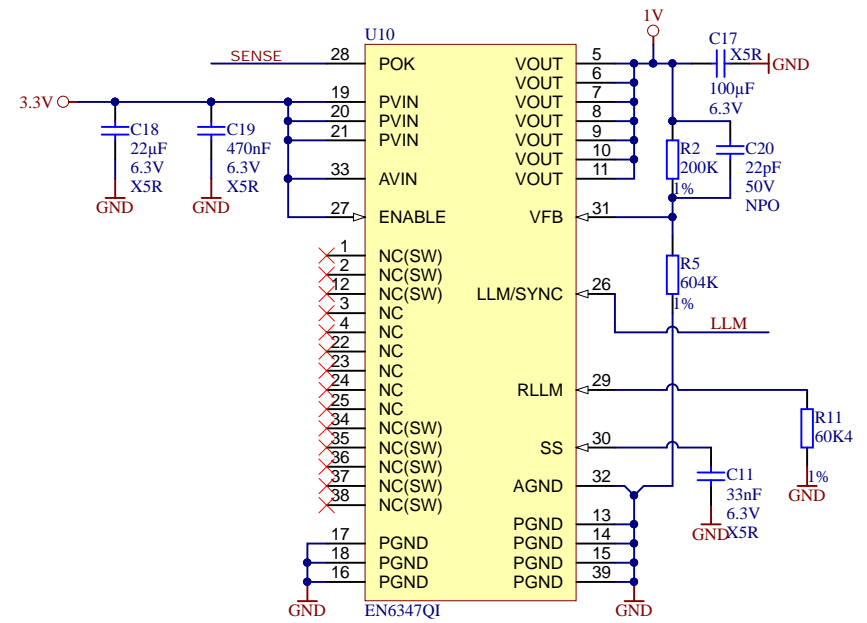 U10
1V
C17
X5R
GND
100µF
6.3V
SENSE
28 POK
VOUT 5
VOUT 6
VOUT 7
VOUT 8
VOUT 9
VOUT 10
VOUT 11
3.3V
19 PVIN
20 PVIN
21 PVIN
33 AVIN
27 ENABLE
C18
22µF
6.3V
X5R
GND
C19
470nF
6.3V
X5R
GND
R2
200K
1%
C20
22pF
50V
NPO
VFB 31
R5
604K
1%
1 NC(SW)
2 NC(SW)
12 NC(SW)
3 NC
4 NC
22 NC
23 NC
24 NC
25 NC
34 NC(SW)
35 NC(SW)
36 NC(SW)
37 NC(SW)
38 NC(SW)
LLM/SYNC 26
LLM
RLLM 29
R11
60K4
1%
GND
SS 30
C11
33nF
6.3V
X5R
GND
AGND 32
PGND 13
PGND 14
PGND 15
PGND 39
17 PGND
18 PGND
16 PGND
GND
EN6347QI
GND